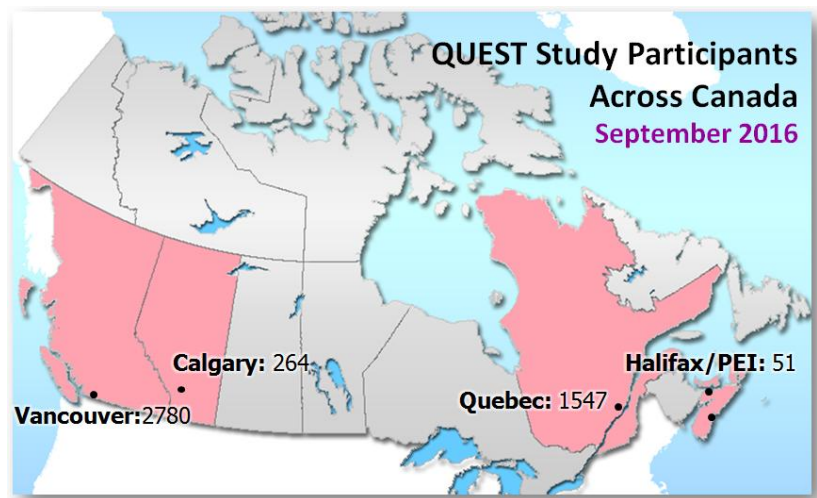 QUEST Study Participants
Across Canada
September 2016
Calgary: 264
Halifax/PEI: 51
Quebec: 1547
Vancouver:2780